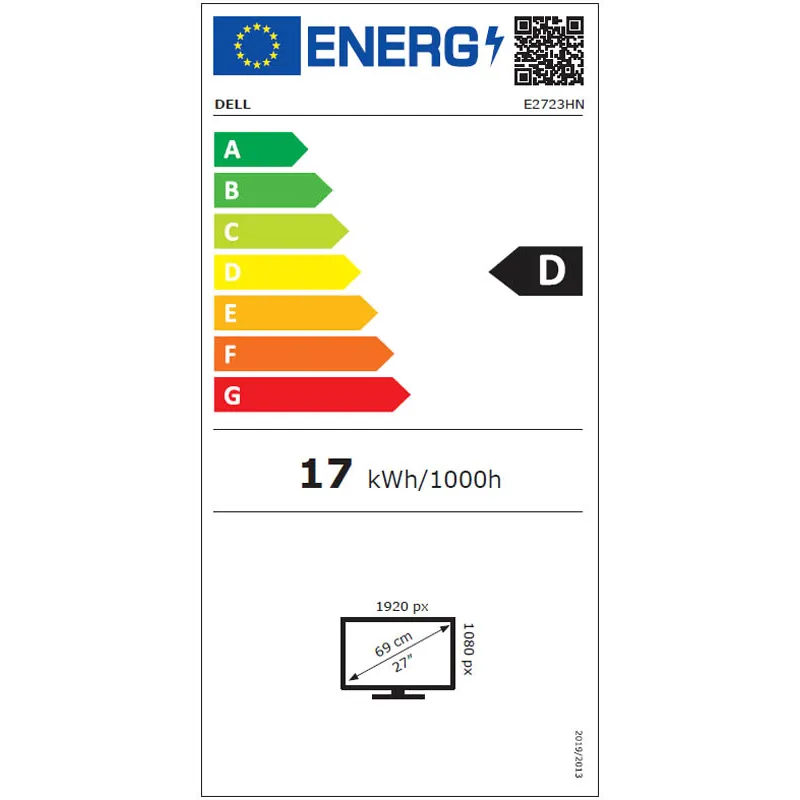 ENERG
DELL E2723HN
A
B
C
D
D
E
F
G
17 kWh/1000h
1920 px
1080 px
69 cm
27”
2019/2013